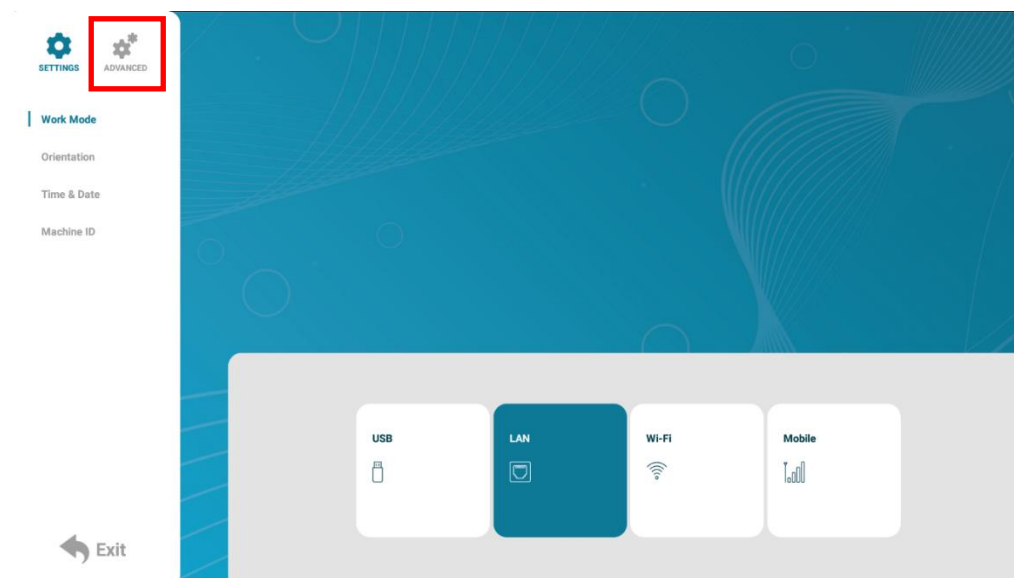 SETTINGS ADVANCED
Work Mode
Orientation
Time & Date
Machine ID
USB LAN Wi-Fi Mobile
Exit